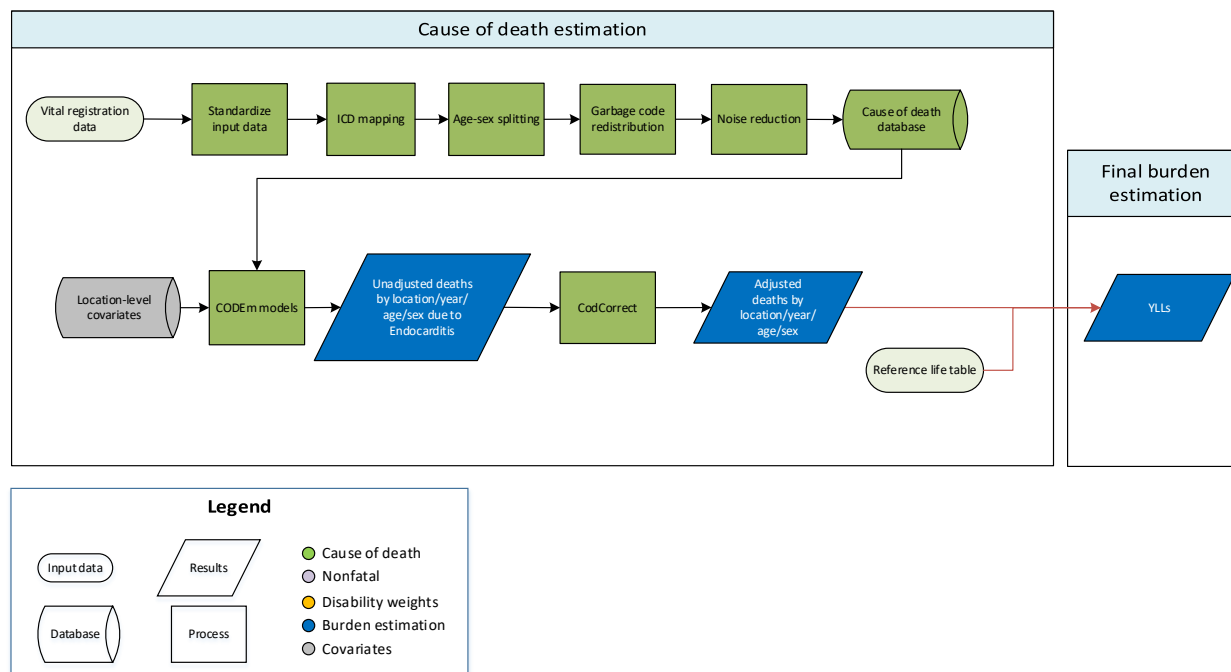 Cause of death estimation
Vital registration
data
Standardize
input data
ICD mapping
Age-sex splitting
Garbage code
redistribution
Noise reduction
Cause of death
database
Final burden
estimation
Location-level
covariates
CODEm models
Unadjusted deaths
by location/year/
age/sex due to
Endocarditis
CodCorrect
Adjusted
deaths by
location/year/
age/sex
YLLs
Reference life table
Legend
Input data
Results
Database
Process
Cause of death
Nonfatal
Disability weights
Burden estimation
Covariates